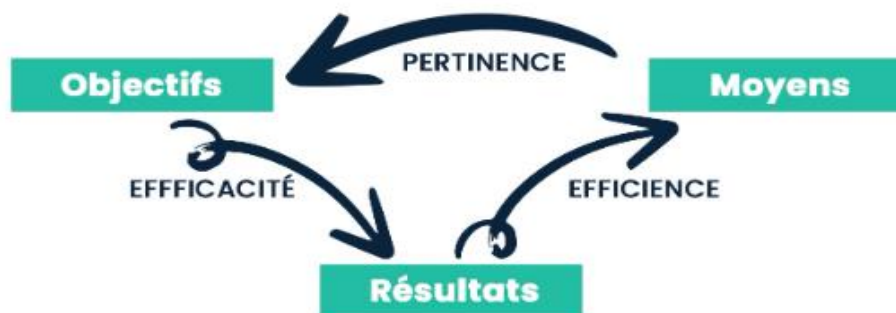 PERTINENCE
Objectifs
Moyens
EFFFICACITÉ
EFFICIENCE
Résultats